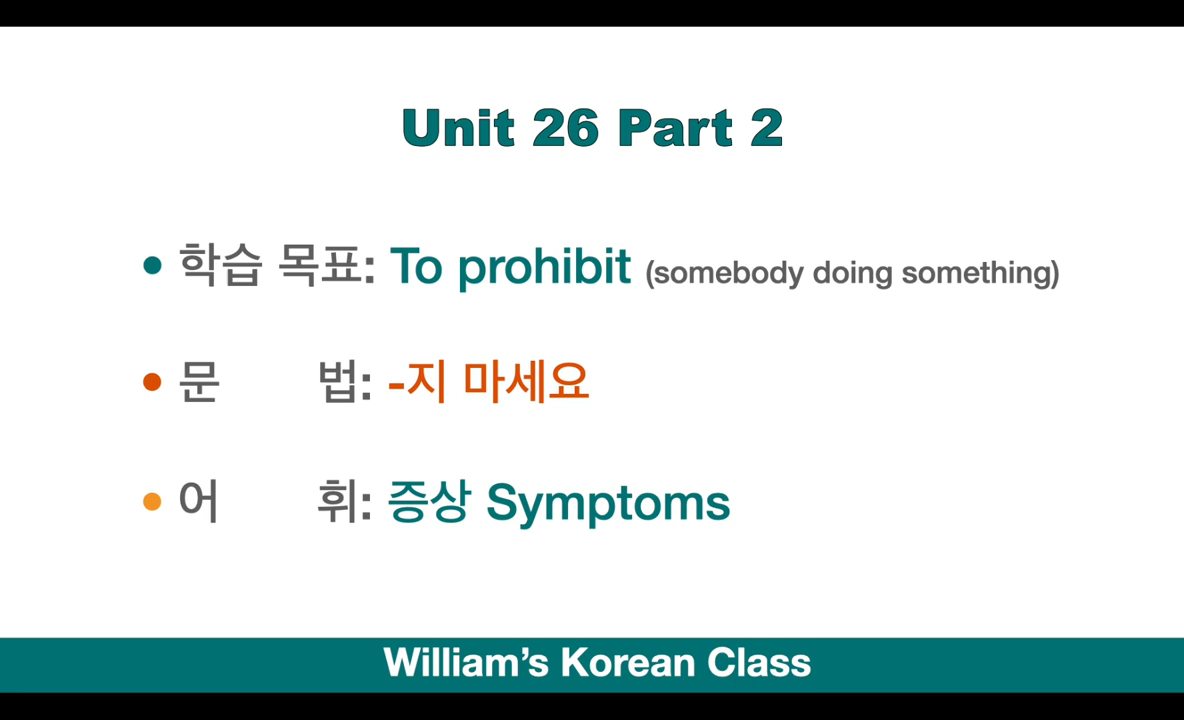 Unit 26 Part 2
• 학습 목표: To prohibit (somebody doing something)
• 문 법: -지 마세요
• 어 휘: 증상 Symptoms
William’s Korean Class